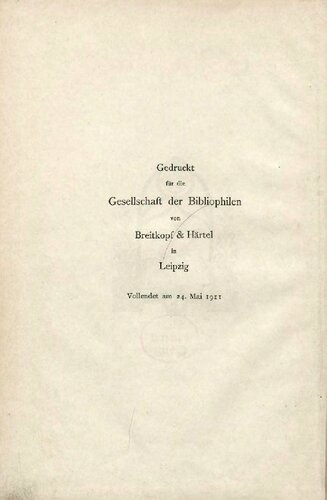 Gedruckt
für die
Gesellschaft der Bibliophilen
von
Breitkopf & Härtel
in
Leipzig
Vollendet am 24. Mai 1911